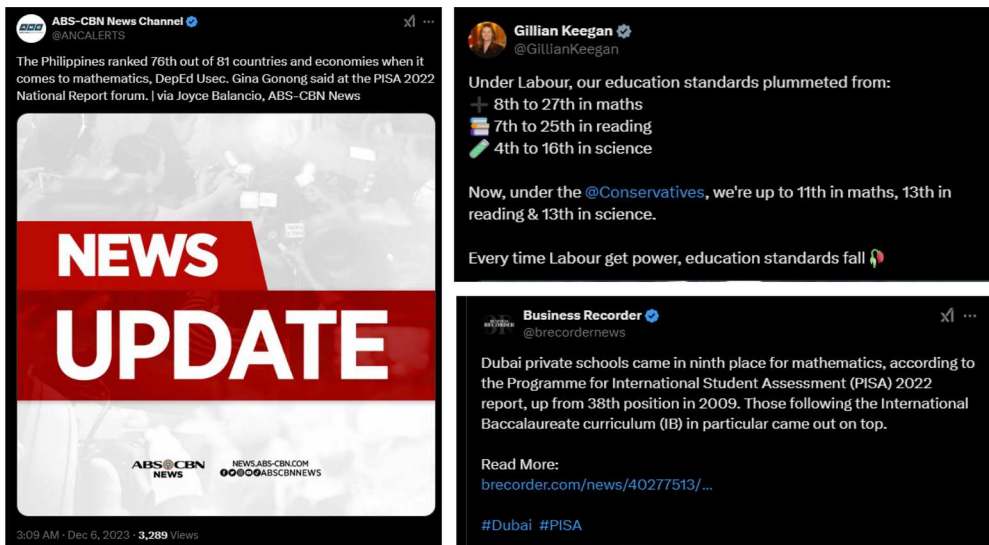 ABS-CBN News Channel
@ANCALERTS
The Philippines ranked 76th out of 81 countries and economies when it
comes to mathematics, DepEd Usec. Gina Gonong said at the PISA 2022
National Report forum. | via Joyce Balancio, ABS-CBN News
NEWS
UPDATE
ABS CBN
NEWS
NEWS.ABS-CBN.COM
ABSCBNNEWS
3:09 AM · Dec 6, 2023 · 3,289 Views
Gillian Keegan
@GillianKeegan
Under Labour, our education standards plummeted from:
➕ 8th to 27th in maths
📚 7th to 25th in reading
🧪 4th to 16th in science
Now, under the @Conservatives, we're up to 11th in maths, 13th in
reading & 13th in science.
Every time Labour get power, education standards fall 🥀
Business Recorder
@brecordernews
Dubai private schools came in ninth place for mathematics, according to
the Programme for International Student Assessment (PISA) 2022
report, up from 38th position in 2009. Those following the International
Baccalaureate curriculum (IB) in particular came out on top.
Read More:
brecorder.com/news/40277513/...
#Dubai #PISA